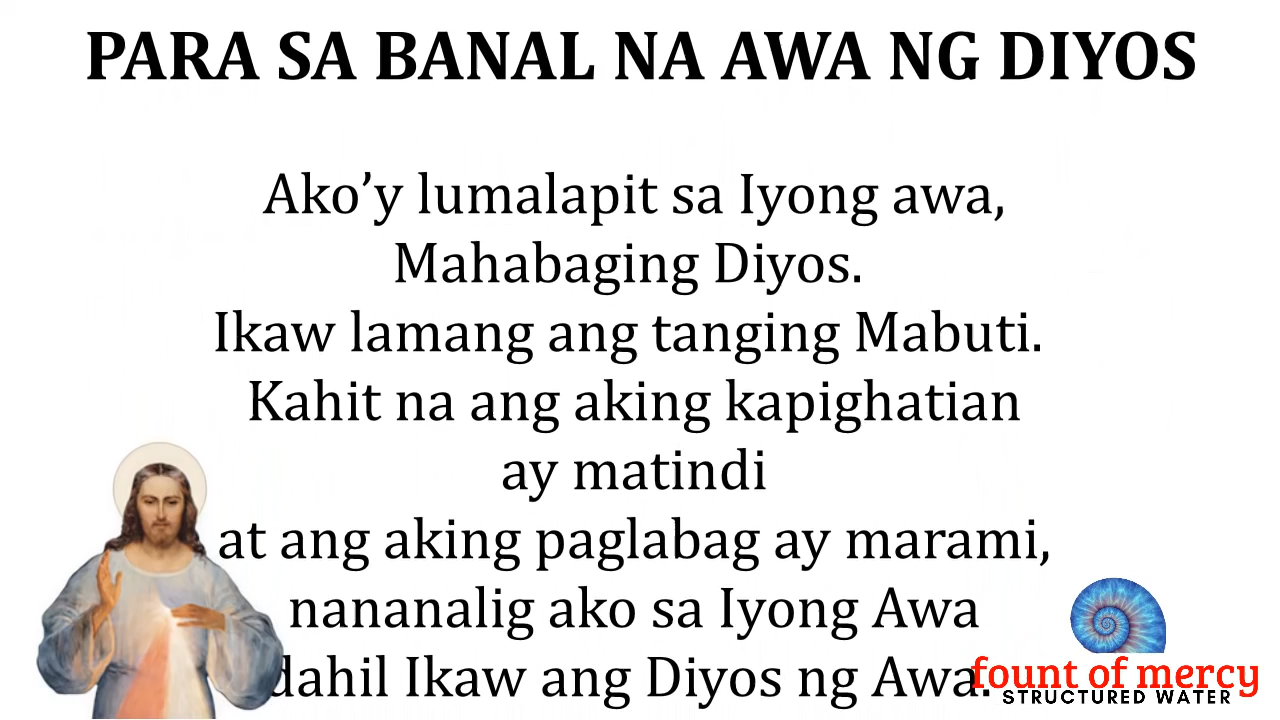 PARA SA BANAL NA AWA NG DIYOS
Ako’y lumalapit sa Iyong awa,
Mahabaging Diyos.
Ikaw lamang ang tanging Mabuti.
Kahit na ang aking kapighatian
ay matindi
at ang aking paglabag ay marami,
nananalig ako sa Iyong Awa
dahil Ikaw ang Diyos ng Awa.
fount of mercy
STRUCTURED WATER